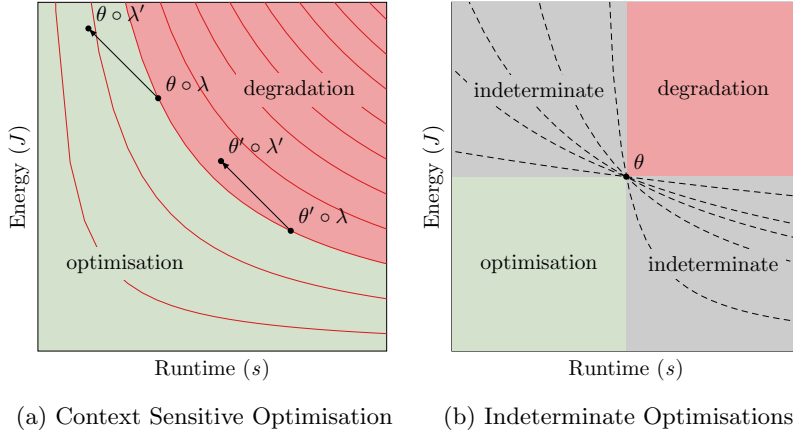 θ ∘ λ′
θ ∘ λ
degradation
θ′ ∘ λ′
θ′ ∘ λ
optimisation
Energy (J)
Runtime (s)
(a) Context Sensitive Optimisation
indeterminate
degradation
θ
optimisation
indeterminate
Energy (J)
Runtime (s)
(b) Indeterminate Optimisations